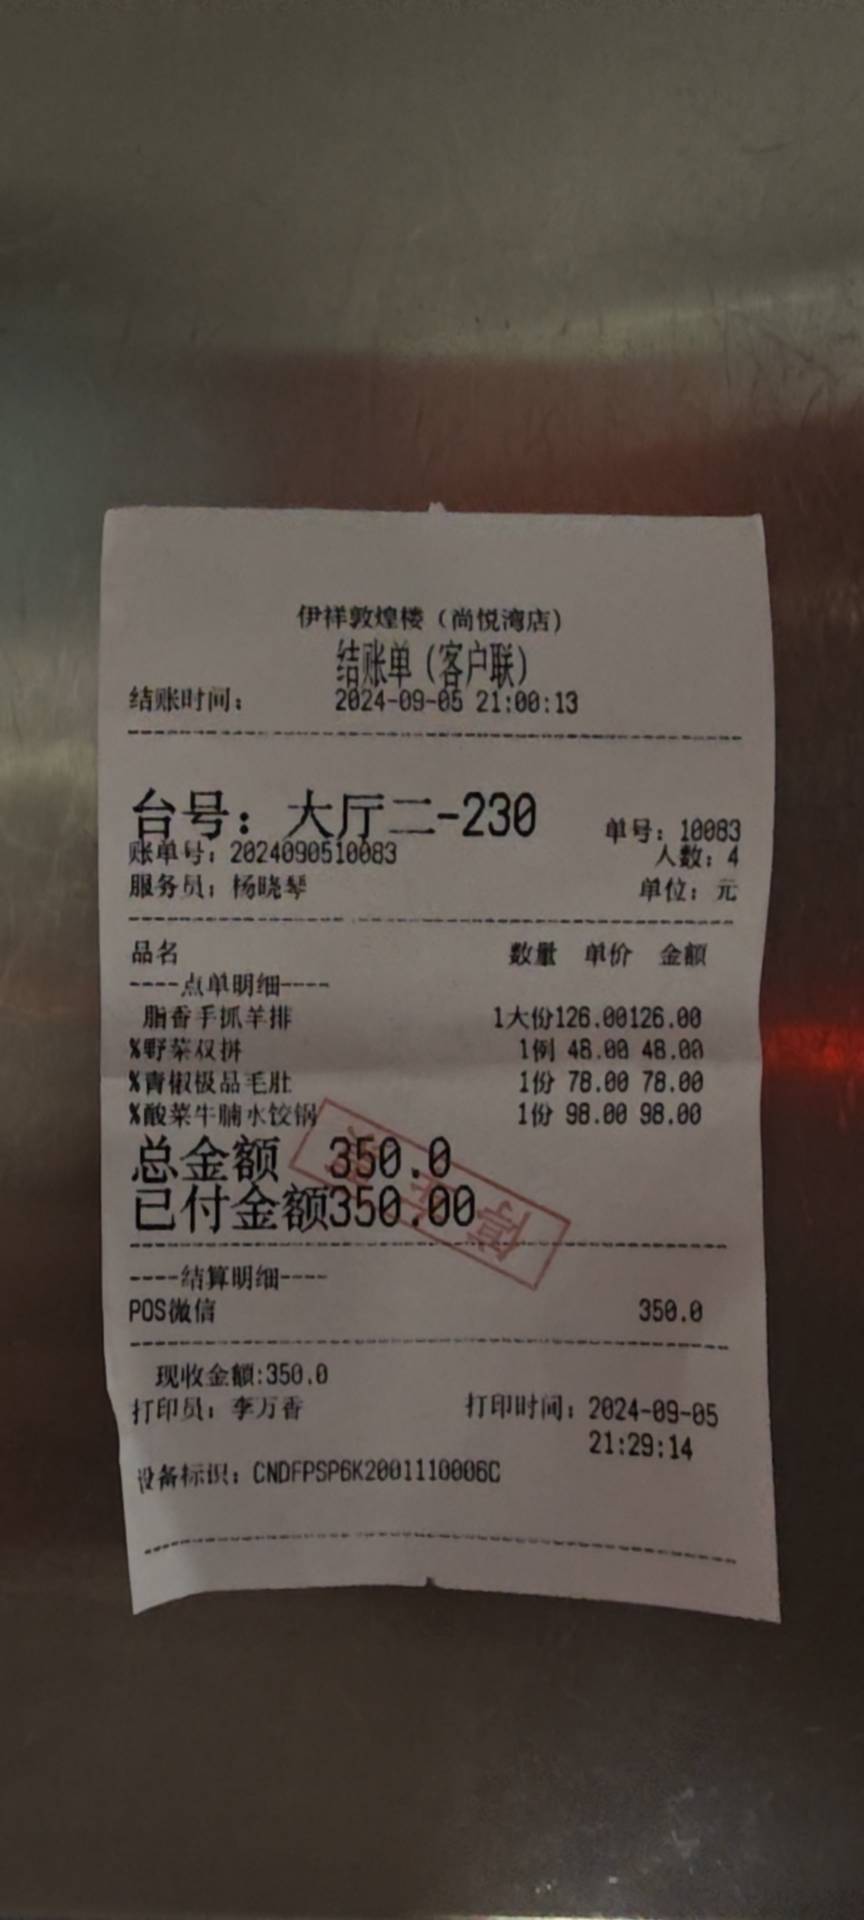 伊祥敦煌楼（尚悦湾店）
结账单（客户联）
结账时间： 2024-09-05 21:00:13
台号：大厅二-230 单号：10083
账单号：2024090510083 人数：4
服务员：杨晓琴 单位：元
品名 数量 单价 金额
----点单明细----
脂香手抓羊排 1大份126.00126.00
%野菜双拼 1例 48.00 48.00
%青椒极品毛肚 1份 78.00 78.00
%酸菜牛腩水饺锅 1份 98.00 98.00
总金额 350.0
已付金额350.00
----结算明细----
POS微信 350.0
现收金额:350.0
打印员：李万香 打印时间：2024-09-05
21:29:14
设备标识：CNDFPSP6K2001110006C